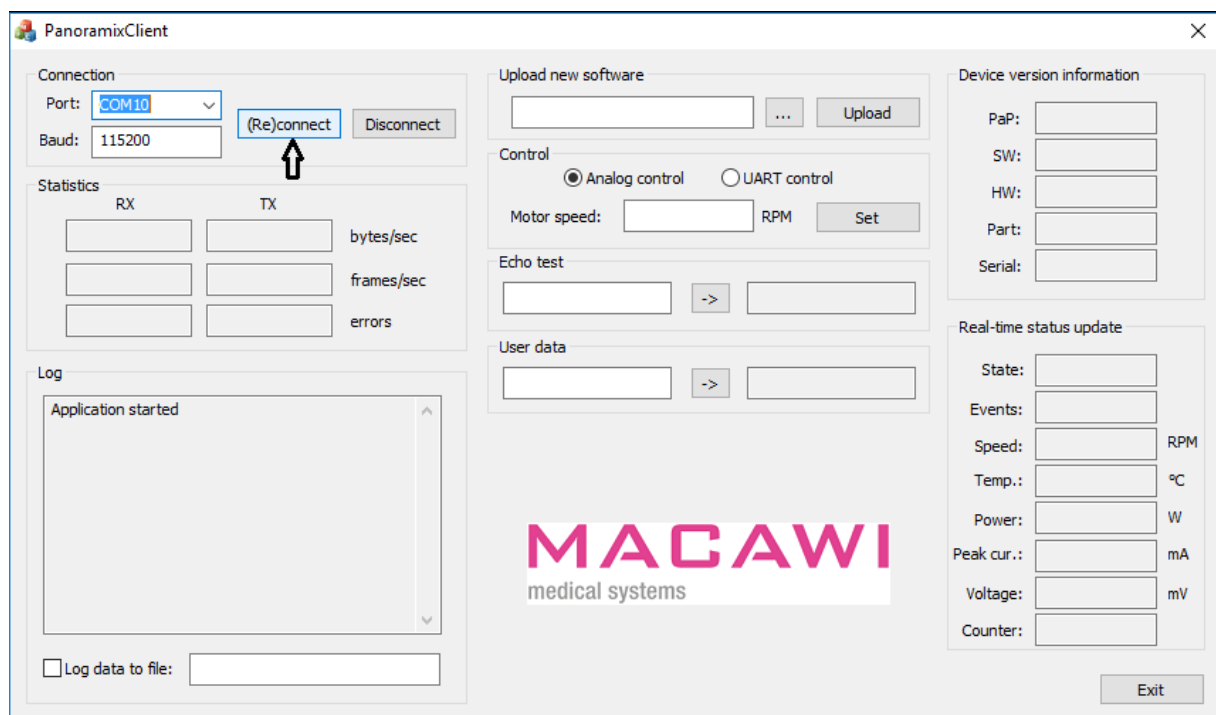 PanoramixClient
Connection
Port: COM10
(Re)connect Disconnect
Baud: 115200
Statistics
RX TX
bytes/sec
frames/sec
errors
Log
Application started
Log data to file:
Upload new software
... Upload
Control
Analog control UART control
Motor speed: RPM Set
Echo test
->
User data
->
MACAWI
medical systems
Device version information
PaP:
SW:
HW:
Part:
Serial:
Real-time status update
State:
Events:
Speed: RPM
Temp.: ºC
Power: W
Peak cur.: mA
Voltage: mV
Counter:
Exit